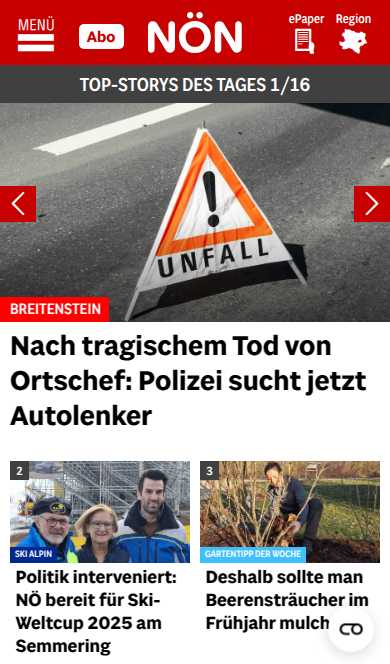 MENÜ
Abo
NÖN
ePaper
Region
TOP-STORYS DES TAGES 1/16
UNFALL
BREITENSTEIN
Nach tragischem Tod von
Ortschef: Polizei sucht jetzt
Autolenker
2
SKI ALPIN
Politik interveniert:
NÖ bereit für Ski-
Weltcup 2025 am
Semmering
3
GARTENTIPP DER WOCHE
Deshalb sollte man
Beerensträucher im
Frühjahr mulch